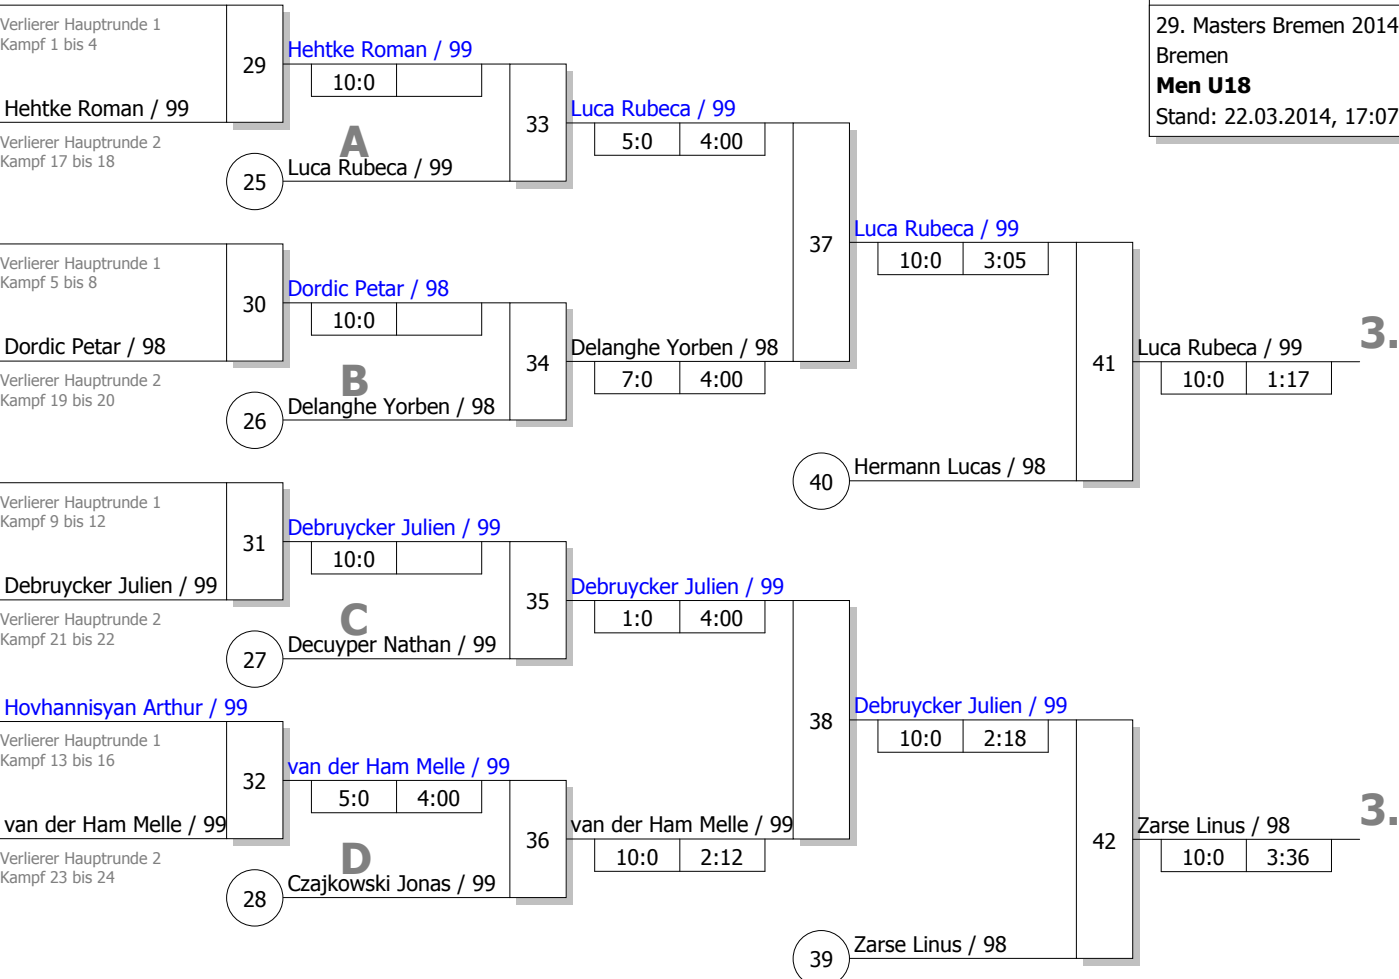 29. Masters Bremen 2014
Bremen
Men U18
Stand: 22.03.2014, 17:07
Verlierer Hauptrunde 1
Kampf 1 bis 4
29
Hehtke Roman / 99
10:0
Hehtke Roman / 99
Verlierer Hauptrunde 2
Kampf 17 bis 18
A
25
Luca Rubeca / 99
33
Luca Rubeca / 99
5:0 4:00
Verlierer Hauptrunde 1
Kampf 5 bis 8
30
Dordic Petar / 98
10:0
Dordic Petar / 98
Verlierer Hauptrunde 2
Kampf 19 bis 20
B
26
Delanghe Yorben / 98
34
Delanghe Yorben / 98
7:0 4:00
37
Luca Rubeca / 99
10:0 3:05
40
Hermann Lucas / 98
41
Luca Rubeca / 99
10:0 1:17
3.
Verlierer Hauptrunde 1
Kampf 9 bis 12
31
Debruycker Julien / 99
10:0
Debruycker Julien / 99
Verlierer Hauptrunde 2
Kampf 21 bis 22
C
27
Decuyper Nathan / 99
35
Debruycker Julien / 99
1:0 4:00
Hovhannisyan Arthur / 99
Verlierer Hauptrunde 1
Kampf 13 bis 16
32
van der Ham Melle / 99
5:0 4:00
van der Ham Melle / 99
Verlierer Hauptrunde 2
Kampf 23 bis 24
D
28
Czajkowski Jonas / 99
36
van der Ham Melle / 99
10:0 2:12
38
Debruycker Julien / 99
10:0 2:18
39
Zarse Linus / 98
42
Zarse Linus / 98
10:0 3:36
3.